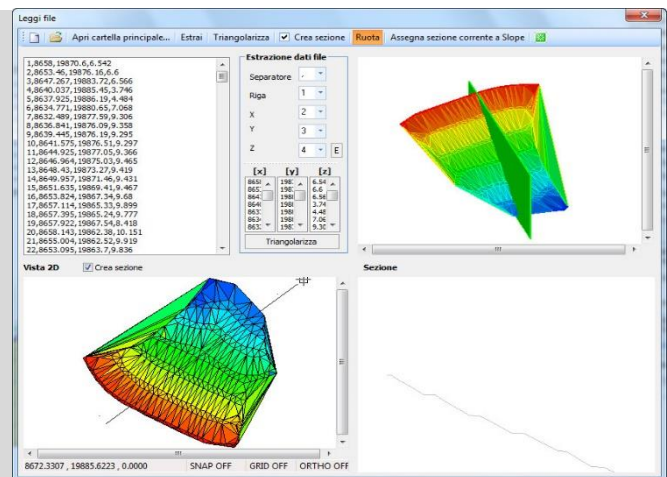 Leggi file
Apri cartella principale... Estrai Triangolarizza Crea sezione Ruota Assegna sezione corrente a Slope
1,8658,19870.6,6.542
2,8653.46,19876.16,6.6
3,8647.267,19883.72,6.566
4,8640.037,19885.45,3.746
5,8637.925,19886.19,4.484
6,8634.771,19880.65,7.068
7,8632.489,19877.59,9.306
8,8636.841,19876.09,9.358
9,8639.445,19876.19,9.295
10,8641.575,19876.51,9.297
11,8644.925,19877.05,9.366
12,8646.964,19875.03,9.465
13,8648.43,19873.27,9.419
14,8649.957,19871.46,9.431
15,8651.635,19869.41,9.467
16,8653.824,19867.34,9.68
17,8657.114,19865.33,9.899
18,8657.395,19865.24,9.777
19,8657.922,19867.54,8.418
20,8658.143,19862.38,10.151
21,8655.004,19862.52,9.919
22,8653.095,19863.7,9.836
Estrazione dati file
Separatore ,
Riga 1
X 2
Y 3
Z 4 E
[x] [y] [z]
Triangolarizza
Vista 2D Crea sezione
Sezione
8672.3307 , 19885.6223 , 0.0000 SNAP OFF GRID OFF ORTHO OFF